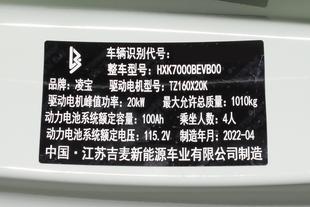 车辆识别代号:
整车型号: HXK7000BEVB00
品牌: 凌宝 驱动电机型号: TZ160X20K
驱动电机峰值功率: 20kW 最大允许总质量: 1010kg
动力电池系统额定容量: 100Ah 乘坐人数: 4人
动力电池系统额定电压: 115.2V 制造年月: 2022-04
中国·江苏吉麦新能源车业有限公司制造